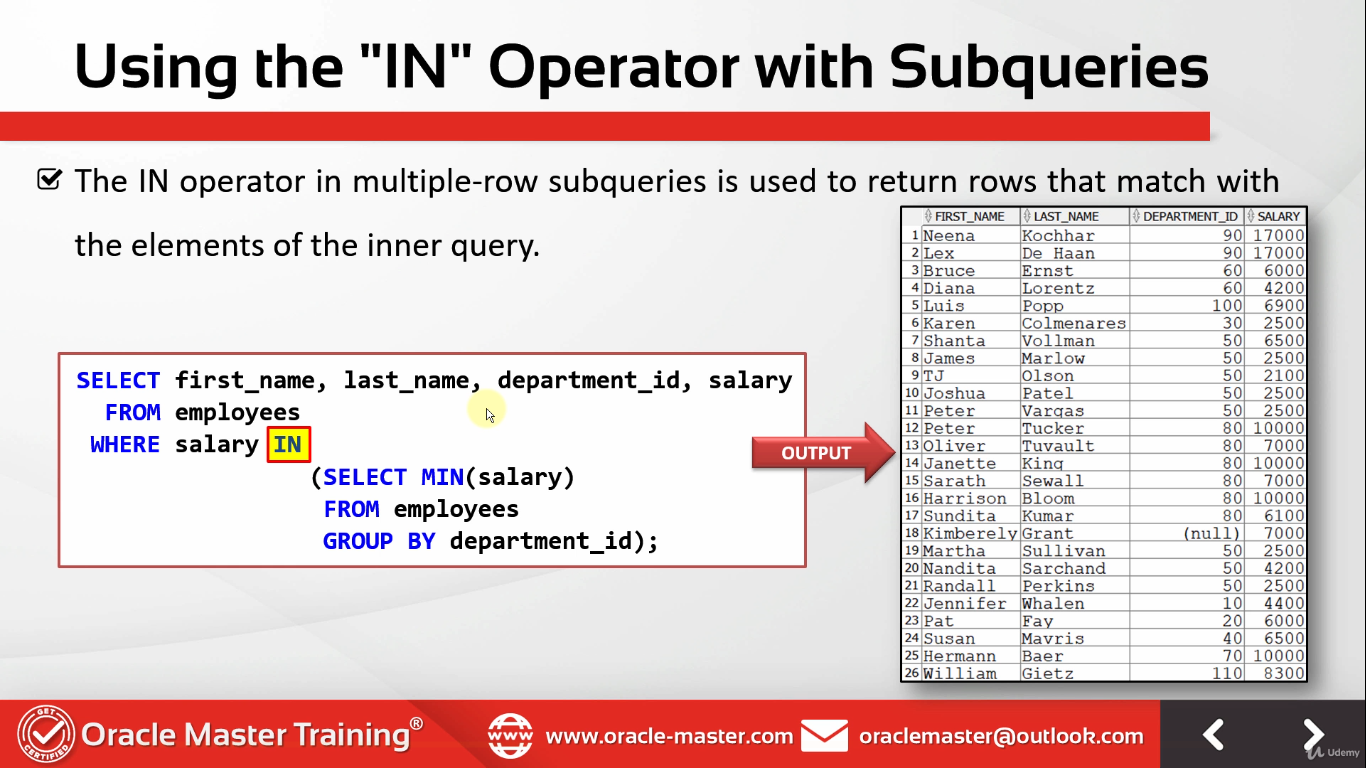 Using the "IN" Operator with Subqueries
The IN operator in multiple-row subqueries is used to return rows that match with
the elements of the inner query.
SELECT first_name, last_name, department_id, salary
FROM employees
WHERE salary IN
(SELECT MIN(salary)
FROM employees
GROUP BY department_id);
OUTPUT
FIRST_NAME LAST_NAME DEPARTMENT_ID SALARY
1 Neena Kochhar 90 17000
2 Lex De Haan 90 17000
3 Bruce Ernst 60 6000
4 Diana Lorentz 60 4200
5 Luis Popp 100 6900
6 Karen Colmenares 30 2500
7 Shanta Vollman 50 6500
8 James Marlow 50 2500
9 TJ Olson 50 2100
10 Joshua Patel 50 2500
11 Peter Vargas 50 2500
12 Peter Tucker 80 10000
13 Oliver Tuvault 80 7000
14 Janette King 80 10000
15 Sarath Sewall 80 7000
16 Harrison Bloom 80 10000
17 Sundita Kumar 80 6100
18 Kimberely Grant (null) 7000
19 Martha Sullivan 50 2500
20 Nandita Sarchand 50 4200
21 Randall Perkins 50 2500
22 Jennifer Whalen 10 4400
23 Pat Fay 20 6000
24 Susan Mavris 40 6500
25 Hermann Baer 70 10000
26 William Gietz 110 8300
GET CERTIFIED
Oracle Master Training®
www
www.oracle-master.com
oraclemaster@outlook.com
Udemy